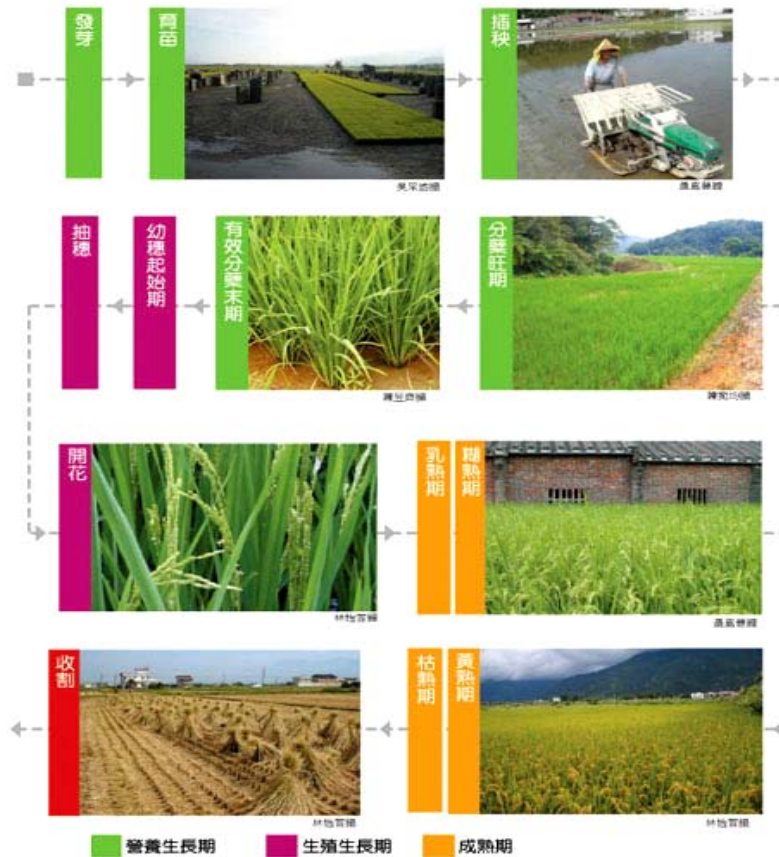 發芽
育苗
插秧
分蘗旺期
有效分蘗末期
幼穗起始期
抽穗
開花
乳熟期
糊熟期
黃熟期
枯熟期
收割
營養生長期
生殖生長期
成熟期